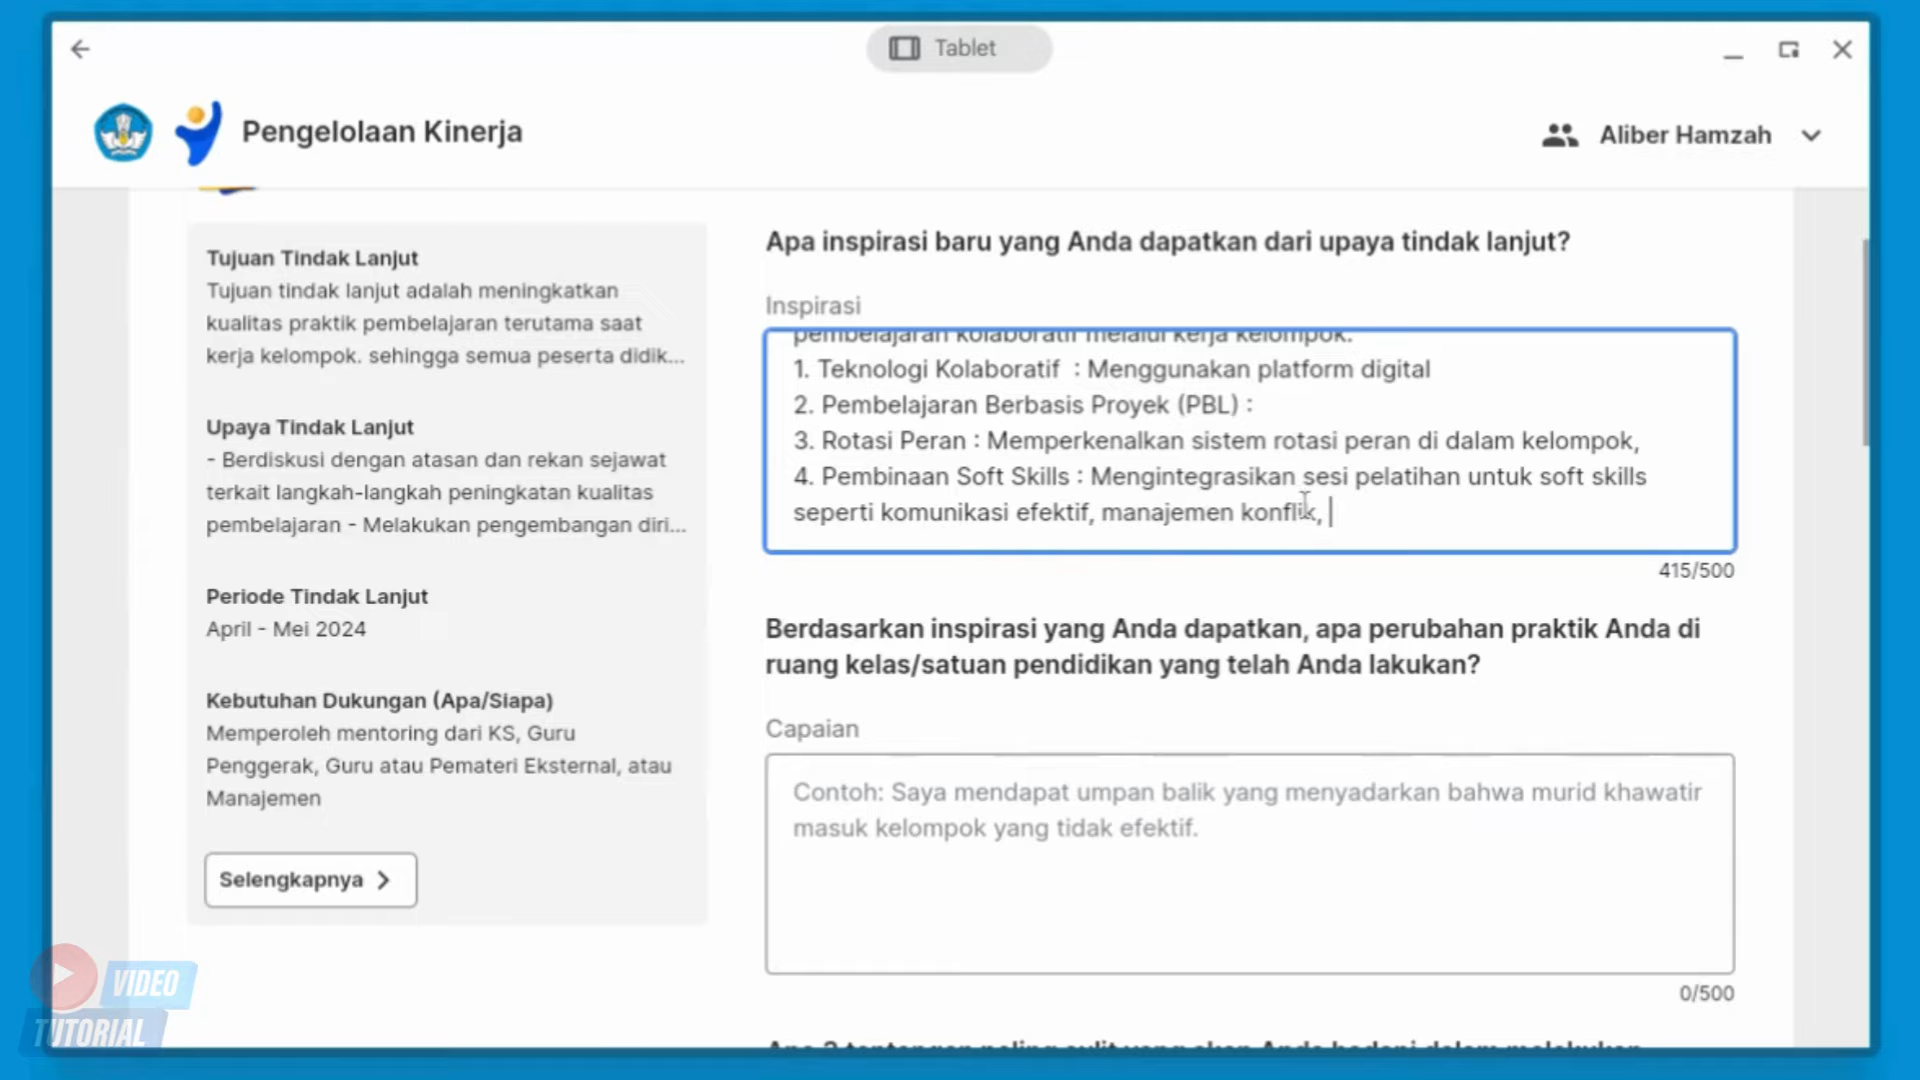 Tablet
Pengelolaan Kinerja
Aliber Hamzah
Tujuan Tindak Lanjut
Tujuan tindak lanjut adalah meningkatkan
kualitas praktik pembelajaran terutama saat
kerja kelompok. sehingga semua peserta didik...
Upaya Tindak Lanjut
- Berdiskusi dengan atasan dan rekan sejawat
terkait langkah-langkah peningkatan kualitas
pembelajaran - Melakukan pengembangan diri...
Periode Tindak Lanjut
April - Mei 2024
Kebutuhan Dukungan (Apa/Siapa)
Memperoleh mentoring dari KS, Guru
Penggerak, Guru atau Pemateri Eksternal, atau
Manajemen
Selengkapnya
Apa inspirasi baru yang Anda dapatkan dari upaya tindak lanjut?
Inspirasi
pembelajaran kolaboratif melalui kerja kelompok.
1. Teknologi Kolaboratif : Menggunakan platform digital
2. Pembelajaran Berbasis Proyek (PBL) :
3. Rotasi Peran : Memperkenalkan sistem rotasi peran di dalam kelompok,
4. Pembinaan Soft Skills : Mengintegrasikan sesi pelatihan untuk soft skills
seperti komunikasi efektif, manajemen konflik,
415/500
Berdasarkan inspirasi yang Anda dapatkan, apa perubahan praktik Anda di
ruang kelas/satuan pendidikan yang telah Anda lakukan?
Capaian
Contoh: Saya mendapat umpan balik yang menyadarkan bahwa murid khawatir
masuk kelompok yang tidak efektif.
0/500
VIDEO
TUTORIAL